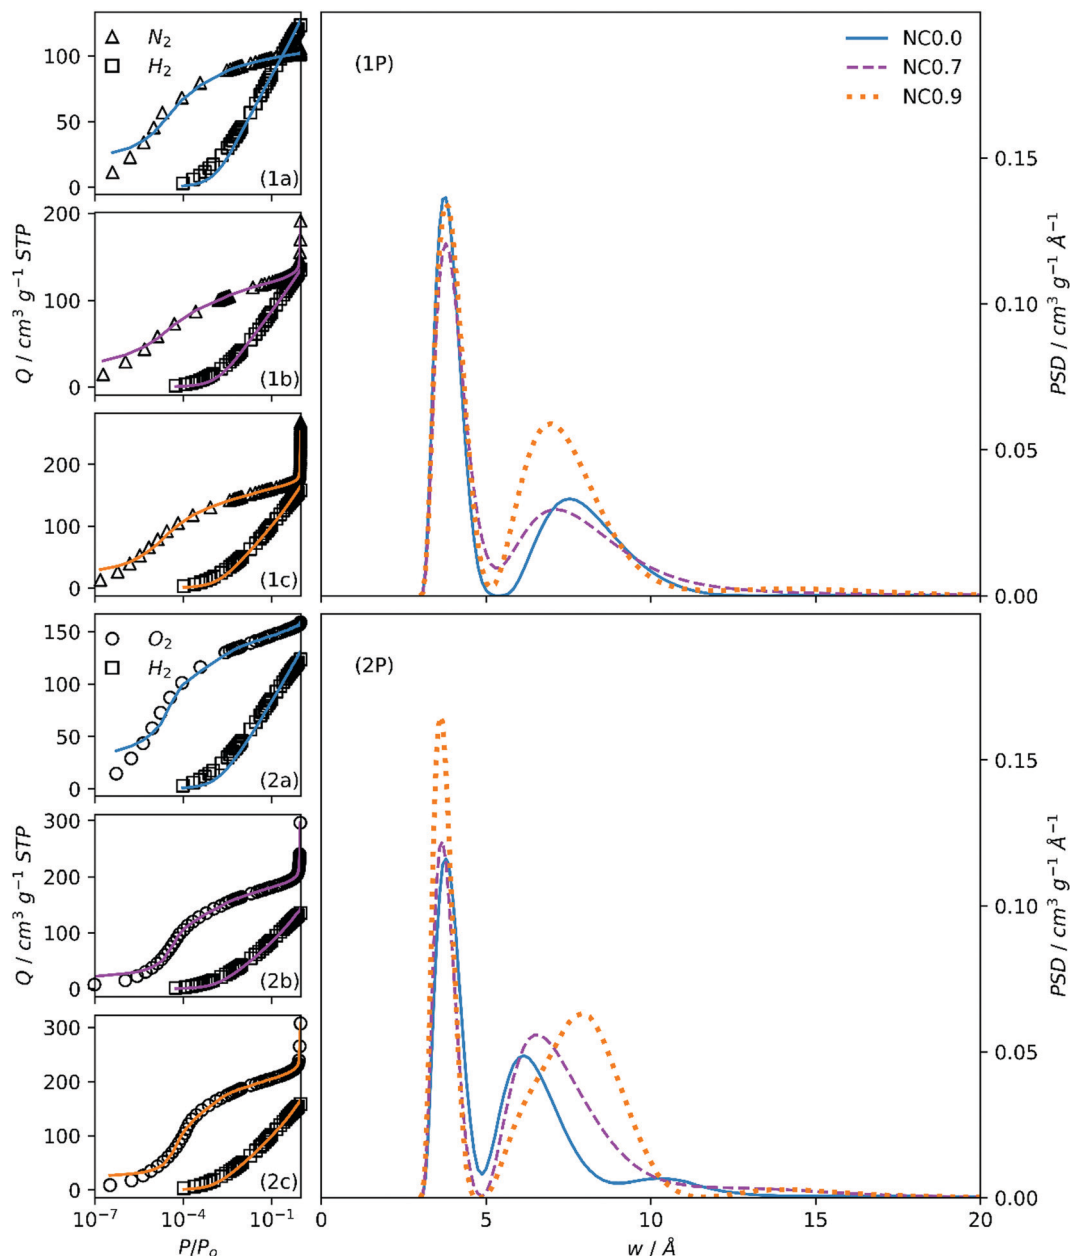 N₂
H₂
100
50
0
(1a)
200
100
0
(1b)
200
100
0
(1c)
Q / cm³ g⁻¹ STP
(1P)
NC0.0
NC0.7
NC0.9
0.15
0.10
0.05
0.00
PSD / cm³ g⁻¹ Å⁻¹
O₂
H₂
150
100
50
0
(2a)
300
200
100
0
(2b)
300
200
100
0
(2c)
Q / cm³ g⁻¹ STP
10⁻⁷ 10⁻⁴ 10⁻¹
P/Pₒ
(2P)
0.15
0.10
0.05
0.00
PSD / cm³ g⁻¹ Å⁻¹
0 5 10 15 20
w / Å